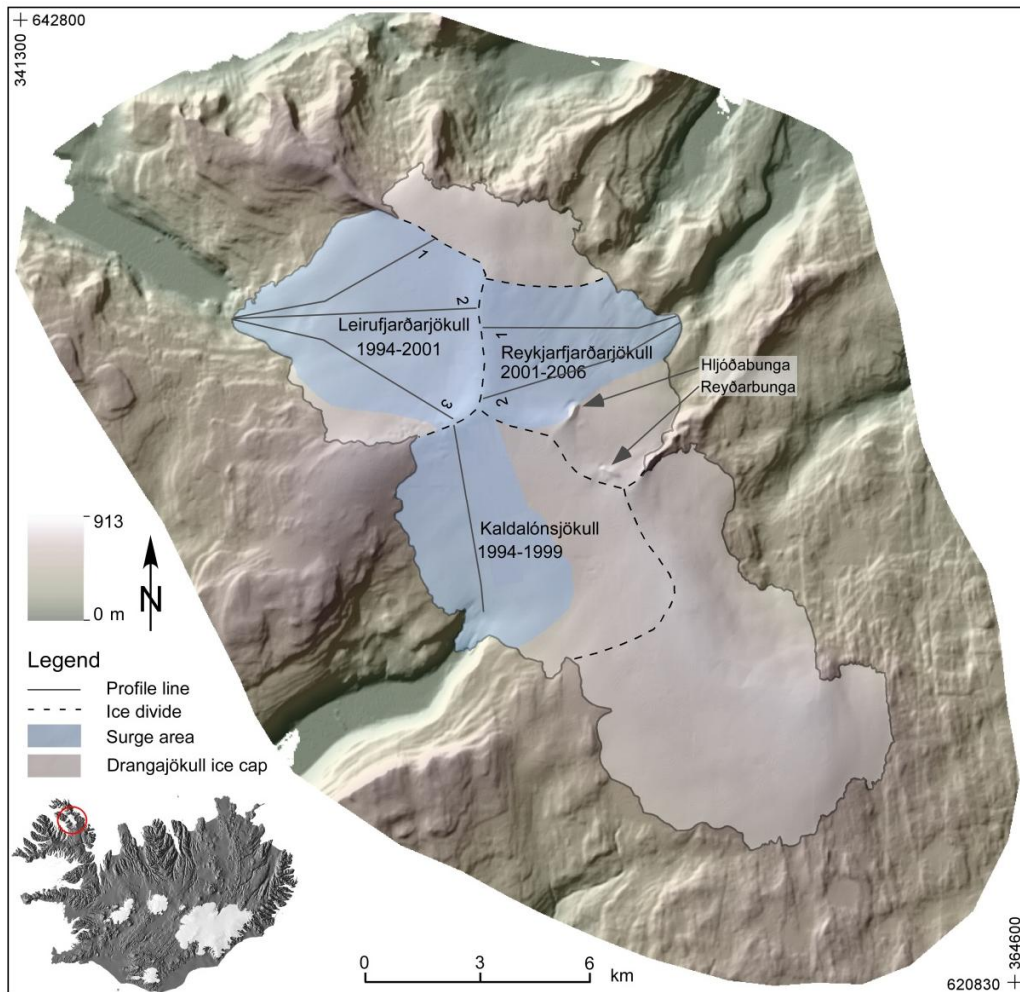 642800
341300
1
2
Leirufjarðarjökull
1994-2001
3
1
Reykjarfjarðarjökull
2001-2006
2
Hljóðabunga
Reyðarbunga
Kaldalónsjökull
1994-1999
913
0 m
N
Legend
Profile line
Ice divide
Surge area
Drangajökull ice cap
0 3 6
km
364600
620830